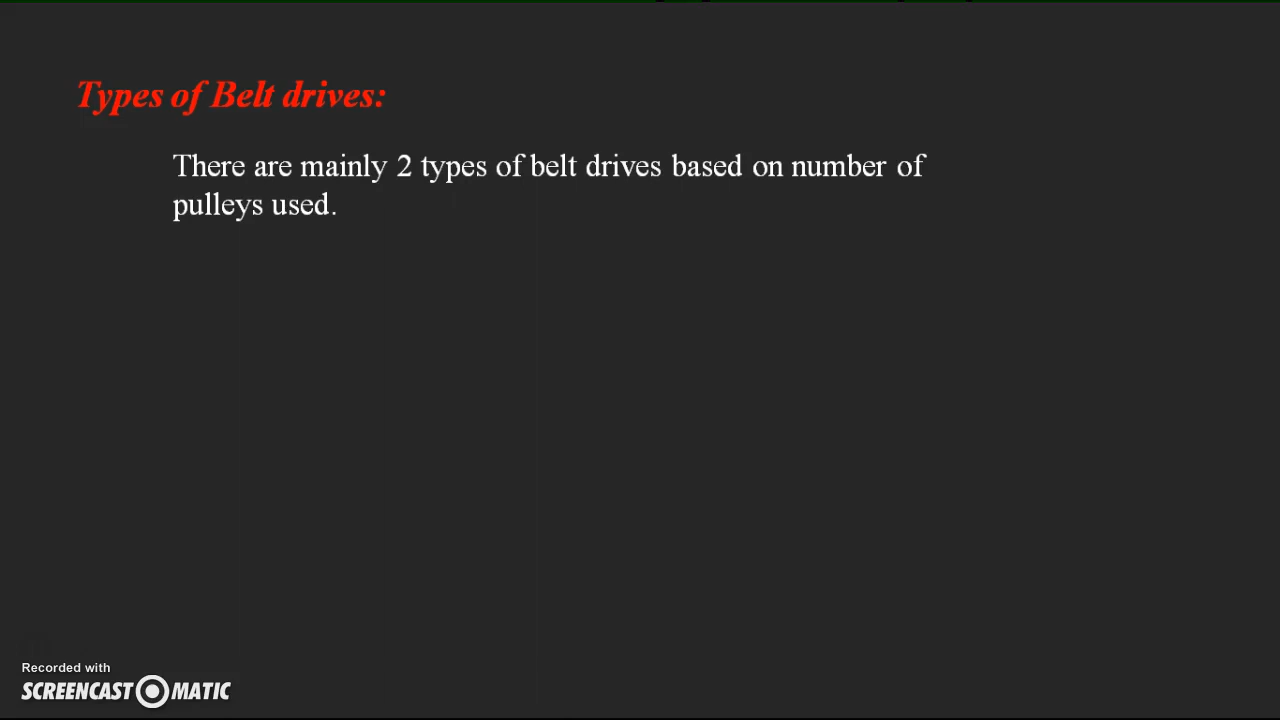 Types of Belt drives:
There are mainly 2 types of belt drives based on number of
pulleys used.
Recorded with
SCREENCAST MATIC